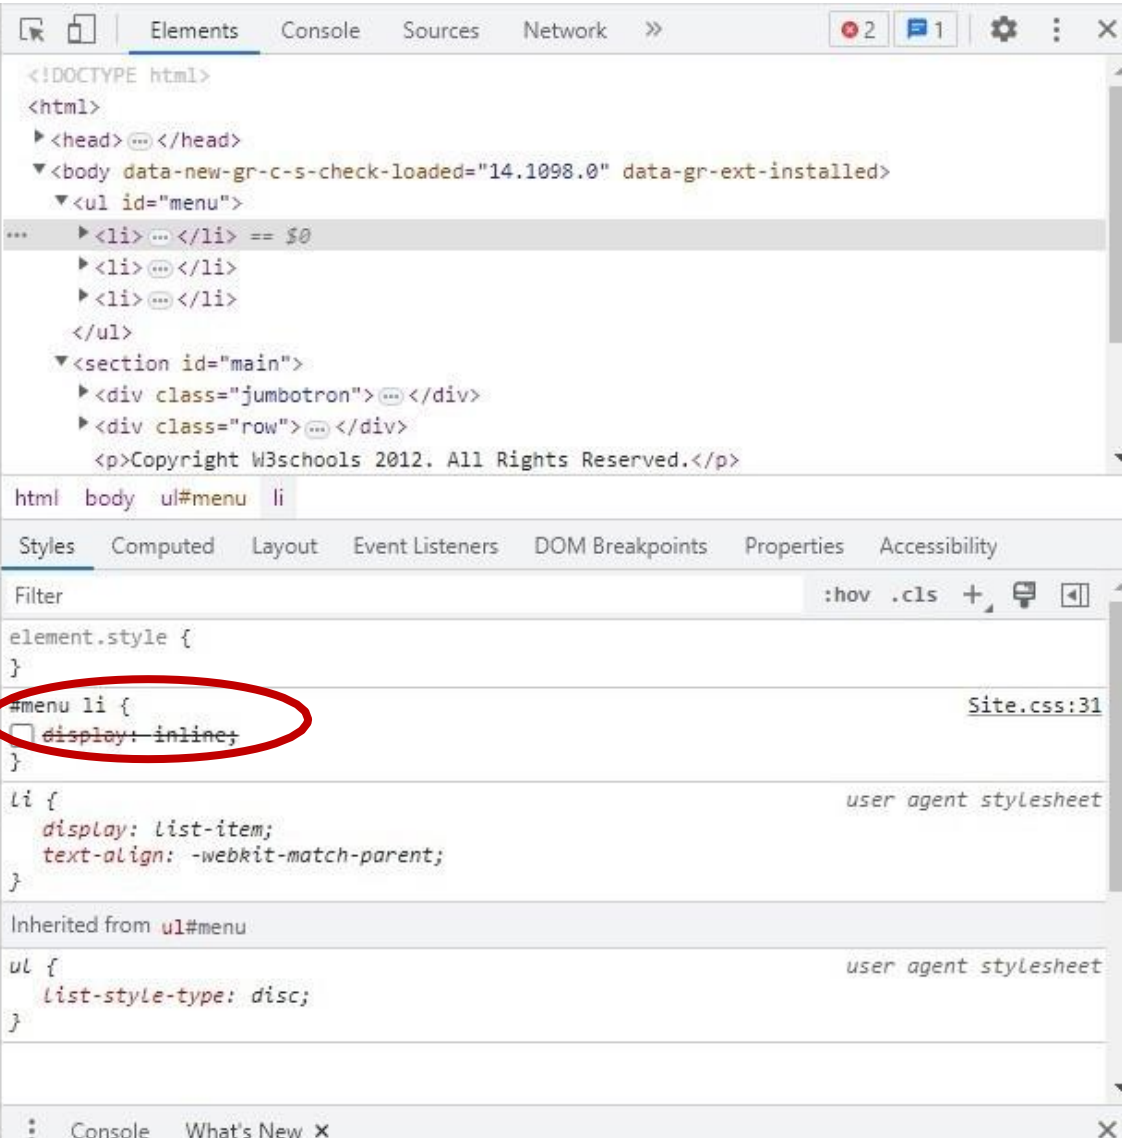 Elements Console Sources Network » 2 1
<!DOCTYPE html>
<html>
<head>…</head>
<body data-new-gr-c-s-check-loaded="14.1098.0" data-gr-ext-installed>
<ul id="menu">
… <li>…</li> == $0
<li>…</li>
<li>…</li>
</ul>
<section id="main">
<div class="jumbotron">…</div>
<div class="row">…</div>
<p>Copyright W3schools 2012. All Rights Reserved.</p>
html body ul#menu li
Styles Computed Layout Event Listeners DOM Breakpoints Properties Accessibility
Filter :hov .cls +
element.style {
}
#menu li { Site.css:31
display: inline;
}
li { user agent stylesheet
display: list-item;
text-align: -webkit-match-parent;
}
Inherited from ul#menu
ul { user agent stylesheet
list-style-type: disc;
}
Console What's New ×